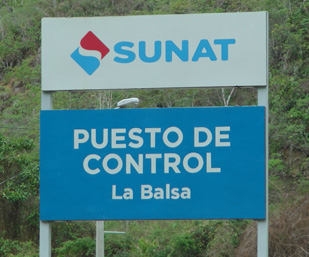 SUNAT
PUESTO DE
CONTROL
La Balsa